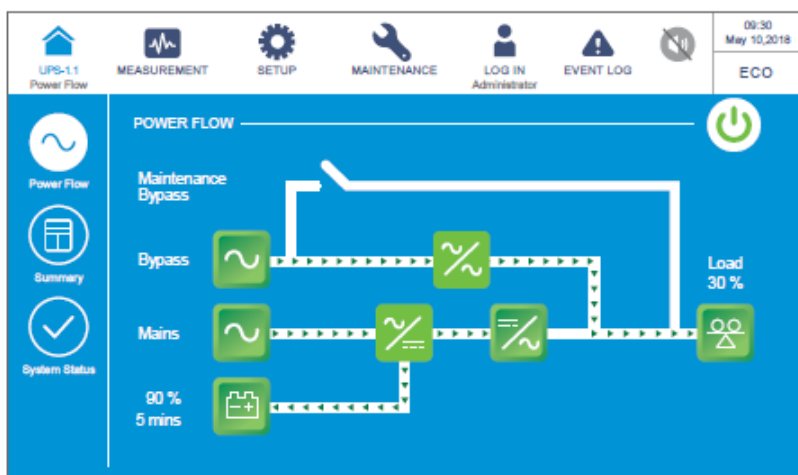 09:30
May 10,2018
UPS-1.1
Power Flow
MEASUREMENT
SETUP
MAINTENANCE
LOG IN
Administrator
EVENT LOG
ECO
POWER FLOW
Power Flow
Maintenance
Bypass
Summary
Bypass
Load
30 %
Mains
System Status
90 %
5 mins